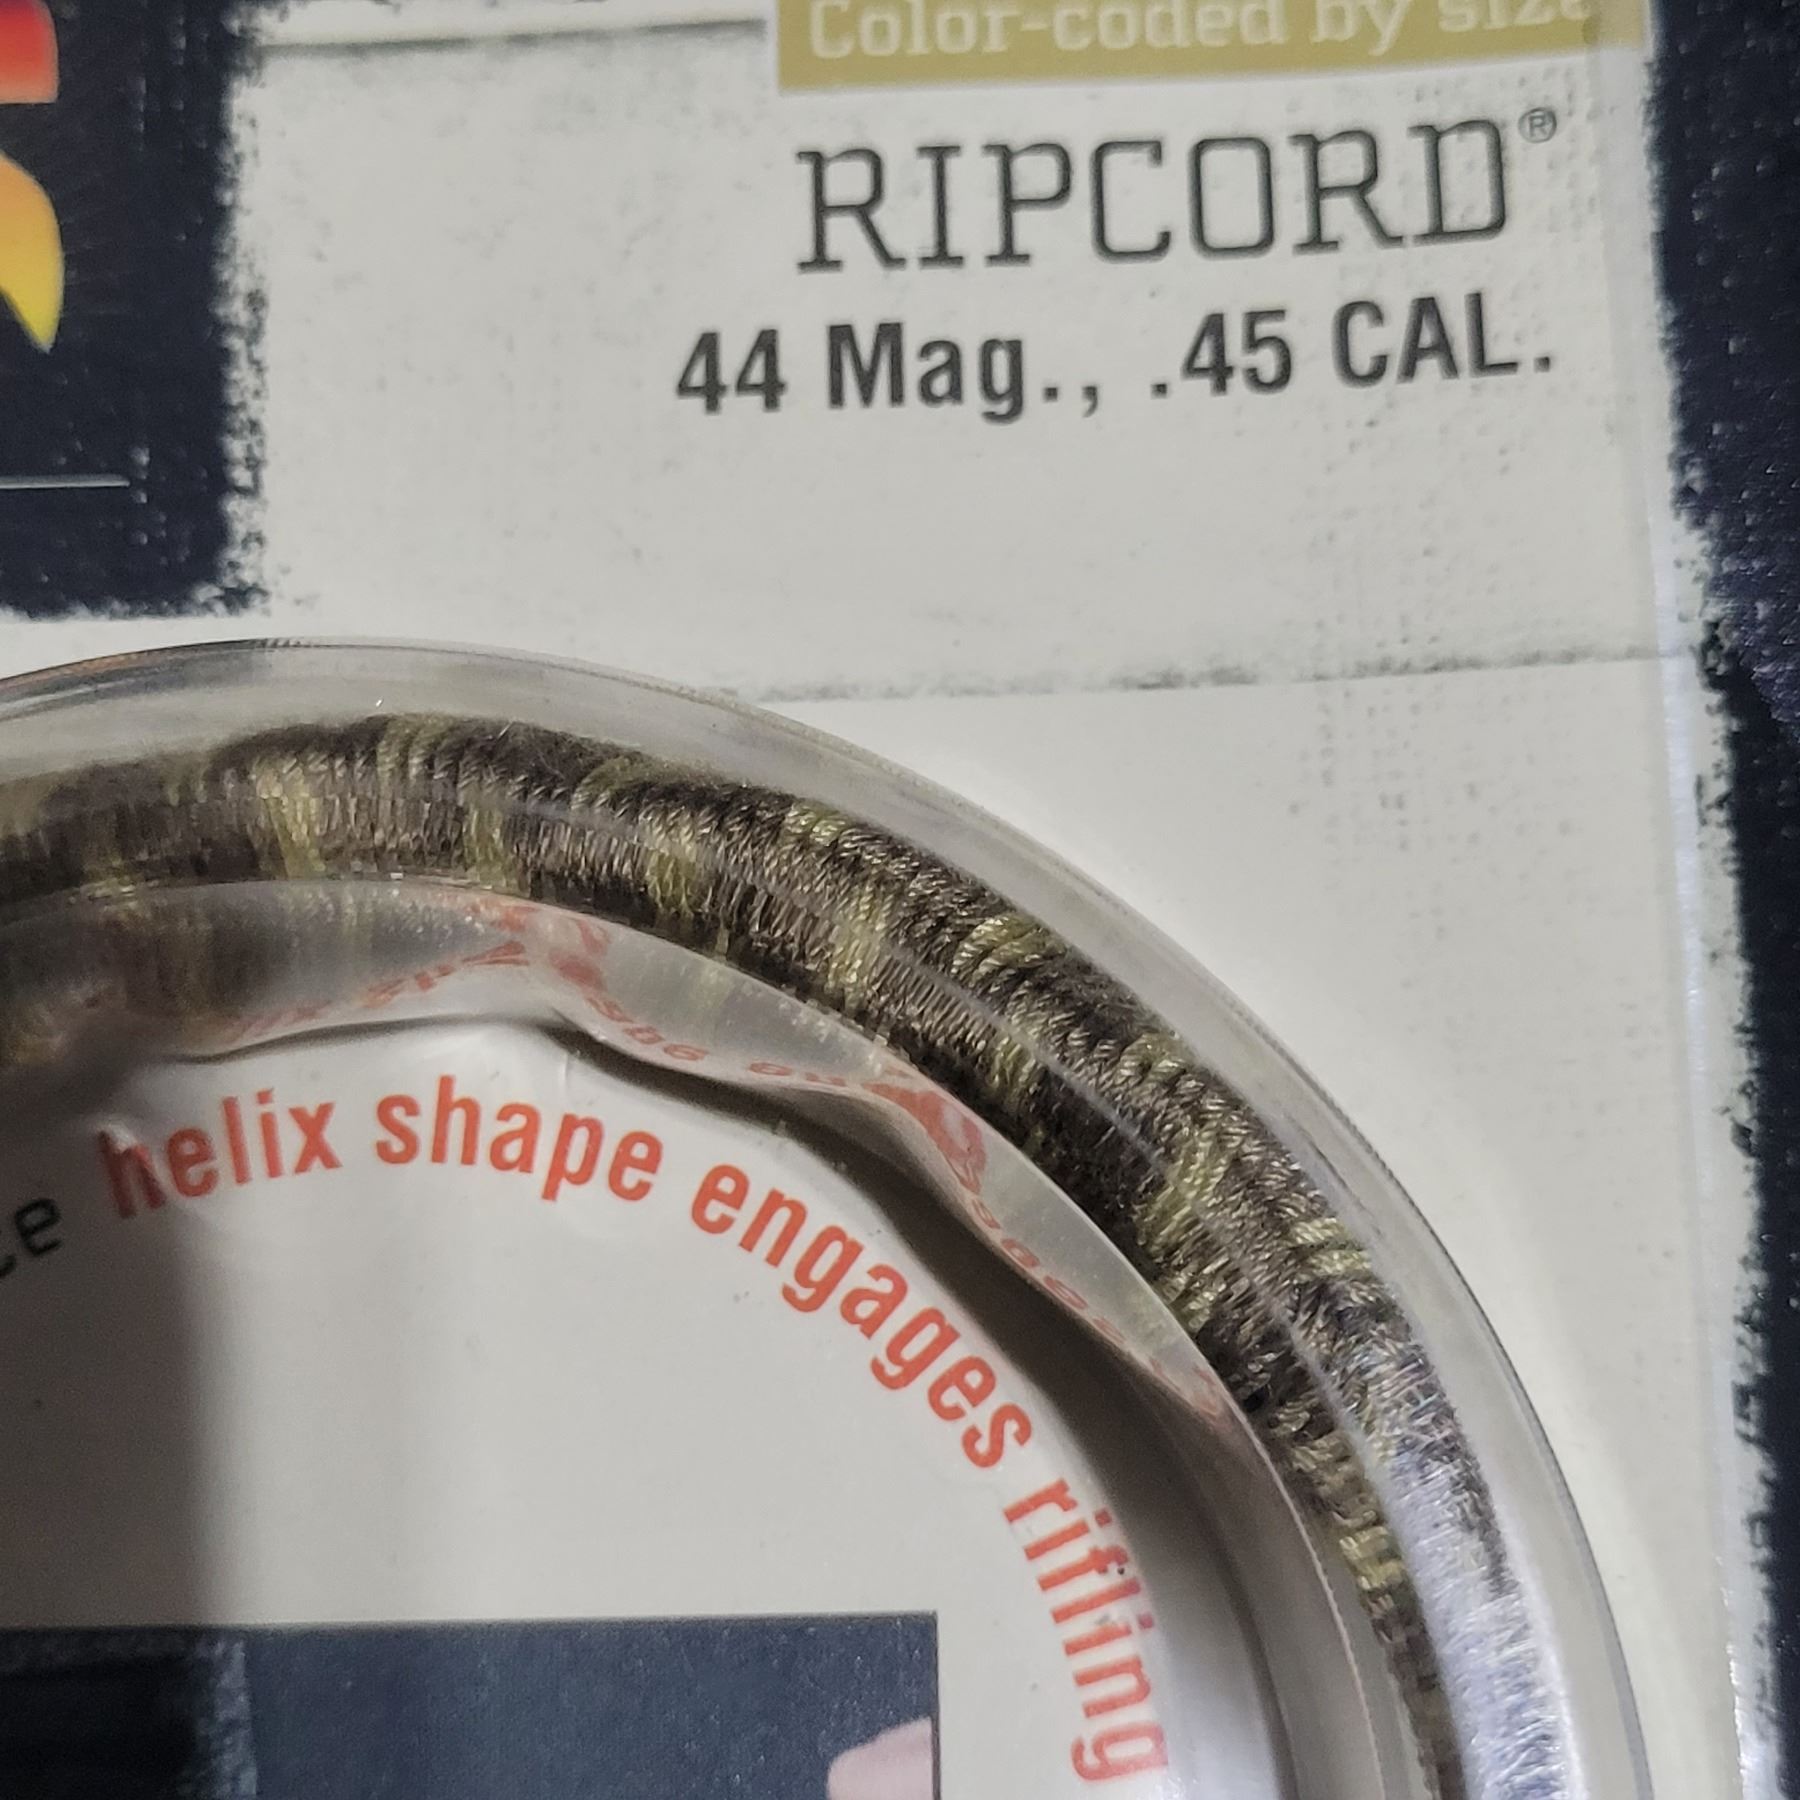 Color-coded by size
RIPCORD®
44 Mag., .45 CAL.
helix shape engages rifling